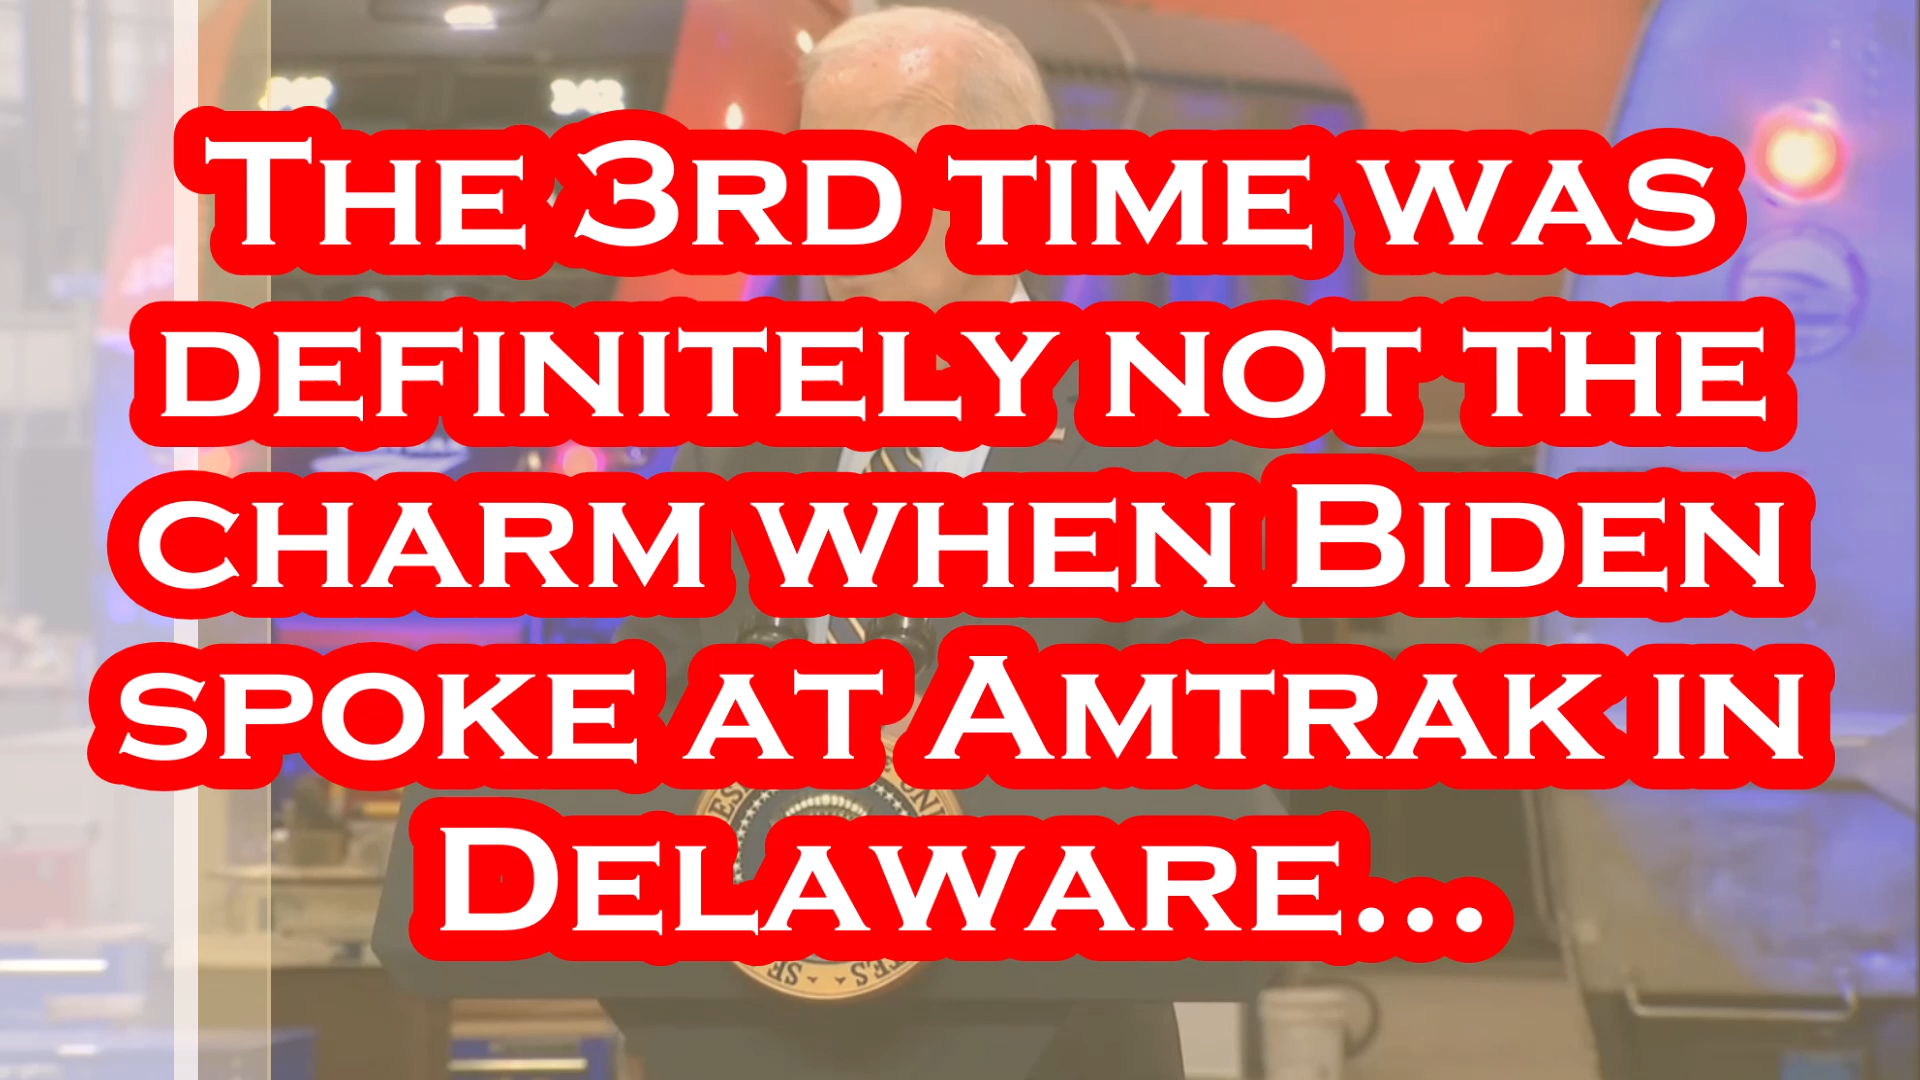 The 3rd time was
definitely not the
charm when Biden
spoke at Amtrak in
Delaware...